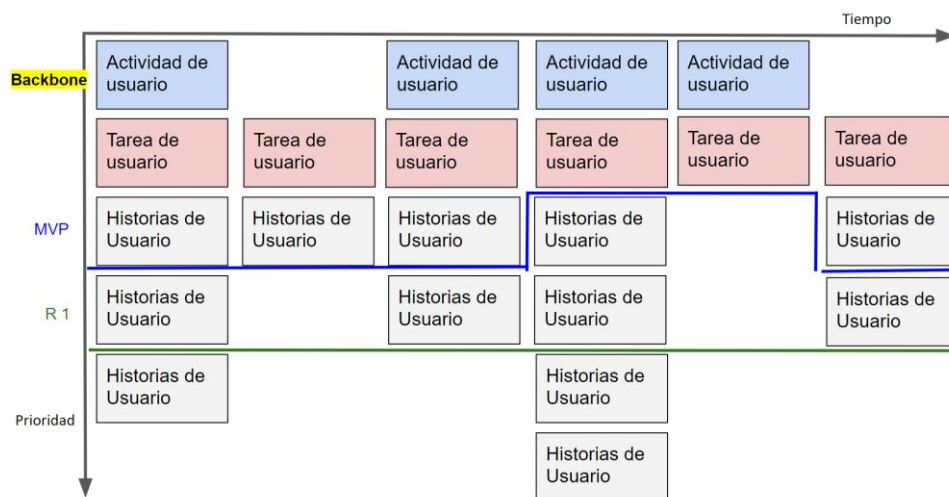 Tiempo
Backbone
Actividad de
usuario
Actividad de
usuario
Actividad de
usuario
Actividad de
usuario
Tarea de
usuario
Tarea de
usuario
Tarea de
usuario
Tarea de
usuario
Tarea de
usuario
Tarea de
usuario
MVP
Historias de
Usuario
Historias de
Usuario
Historias de
Usuario
Historias de
Usuario
Historias de
Usuario
R 1
Historias de
Usuario
Historias de
Usuario
Historias de
Usuario
Historias de
Usuario
Prioridad
Historias de
Usuario
Historias de
Usuario
Historias de
Usuario